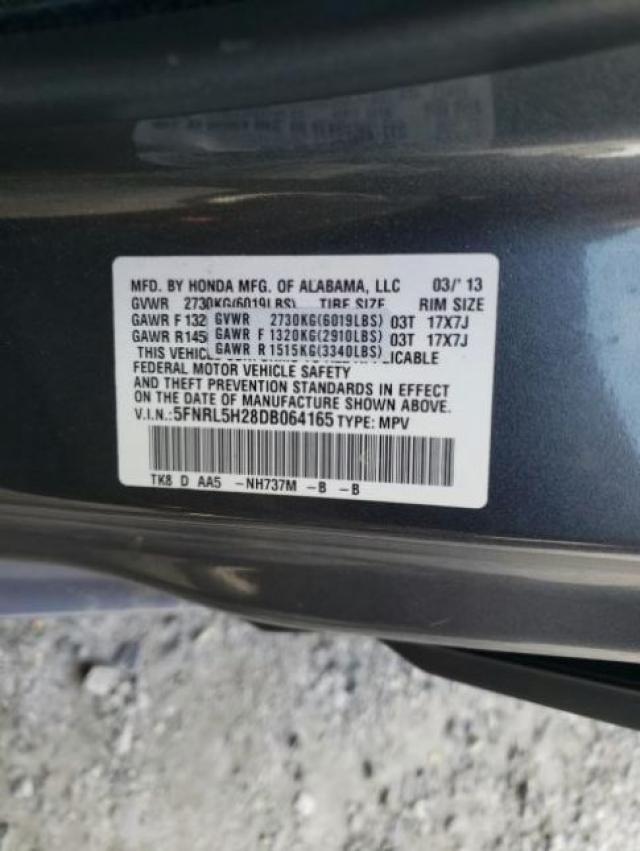 MFD. BY HONDA MFG. OF ALABAMA, LLC 03/'13
GVWR 2730KG(6019LBS) TIRE SIZE RIM SIZE
GAWR F 132 GVWR 2730KG(6019LBS) 03T 17X7J
GAWR R145 GAWR F 1320KG(2910LBS) 03T 17X7J
THIS VEHICL GAWR R 1515KG(3340LBS) LICABLE
FEDERAL MOTOR VEHICLE SAFETY
AND THEFT PREVENTION STANDARDS IN EFFECT
ON THE DATE OF MANUFACTURE SHOWN ABOVE.
V.I.N.:5FNRL5H28DB064165 TYPE: MPV
TK8 D AA5 -NH737M -B -B